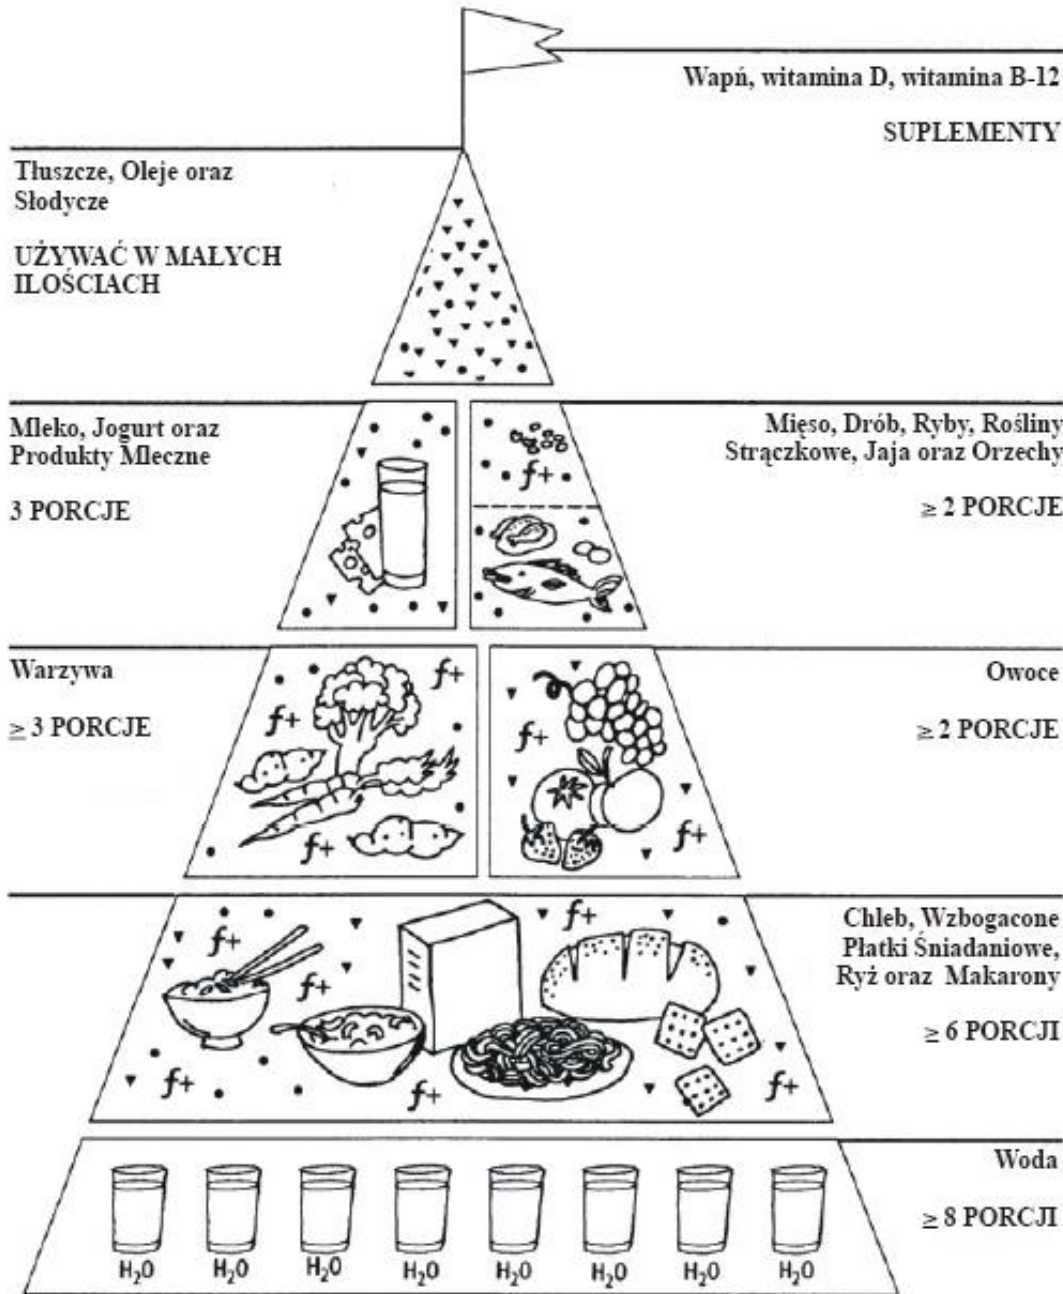 Wapń, witamina D, witamina B-12
SUPLEMENTY
Tłuszcze, Oleje oraz
Słodycze
UŻYWAĆ W MAŁYCH
ILOŚCIACH
Mleko, Jogurt oraz
Produkty Mleczne
3 PORCJE
Mięso, Drób, Ryby, Rośliny
Strączkowe, Jaja oraz Orzechy
≥ 2 PORCJE
f+
Warzywa
≥ 3 PORCJE
f+
f+
f+
Owoce
≥ 2 PORCJE
f+
f+
Chleb, Wzbogacone
Płatki Śniadaniowe,
Ryż oraz Makarony
≥ 6 PORCJI
f+
f+
f+
f+
f+
f+
Woda
≥ 8 PORCJI
H₂O H₂O H₂O H₂O H₂O H₂O H₂O H₂O